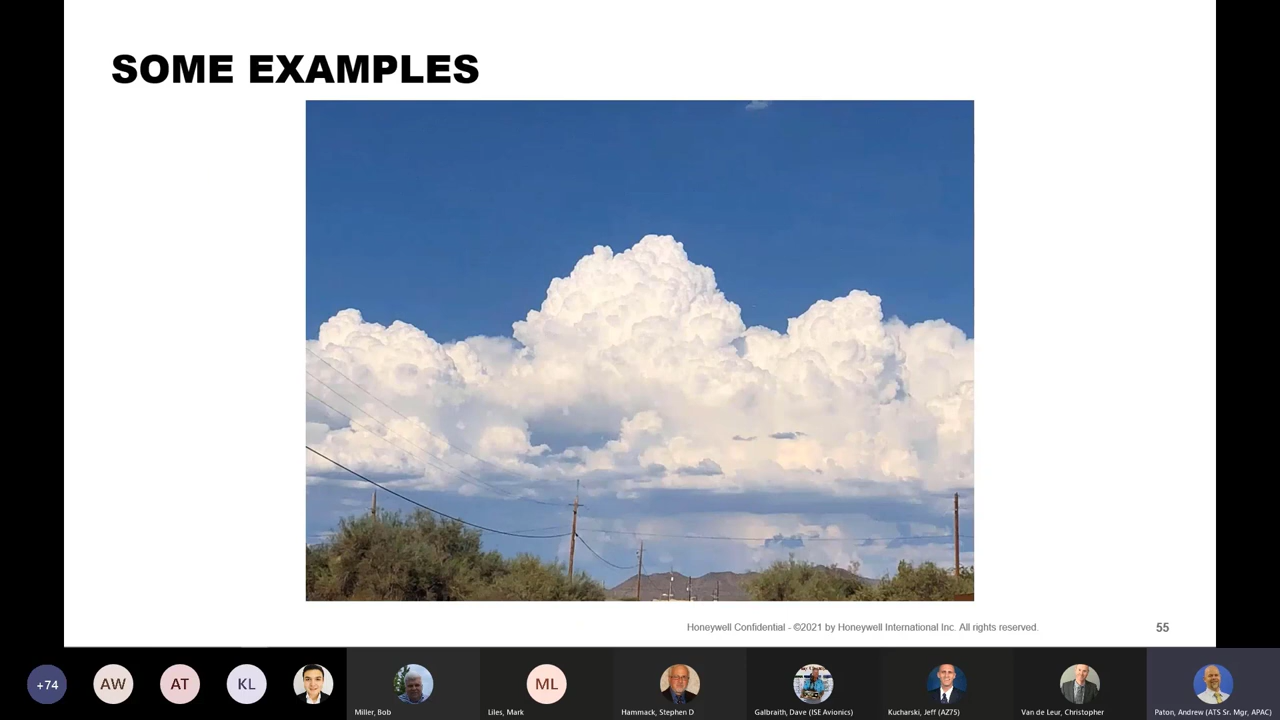 SOME EXAMPLES
Honeywell Confidential - ©2021 by Honeywell International Inc. All rights reserved.
55
+74
AW
AT
KL
ML
Miller, Bob
Liles, Mark
Hammack, Stephen D
Galbraith, Dave (ISE Avionics)
Kucharski, Jeff (AZ75)
Van de Leur, Christopher
Paton, Andrew (ATS Sr. Mgr, APAC)